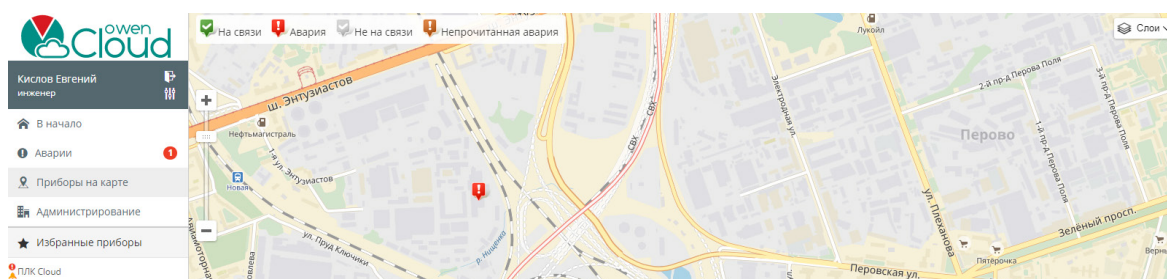 owen
Cloud
Кислов Евгений
инженер
В начало
Аварии 1
Приборы на карте
Администрирование
Избранные приборы
ПЛК Cloud
На связи Авария Не на связи Непрочитанная авария
Слои
Лукойл
ш. Энтузиастов
Нефтьмагистраль
1-я ул. Энтузиастов
Новая
ул. Пруд Ключики
р. Нищенка
СВХ
СВХ
Электродная ул.
2-й пр-д Перова Поля
3-й пр-д Перова Поля
1-й пр-д Перова Поля
Перово
ул. Плеханова
Зелёный просп.
Пятёрочка
Перовская ул.